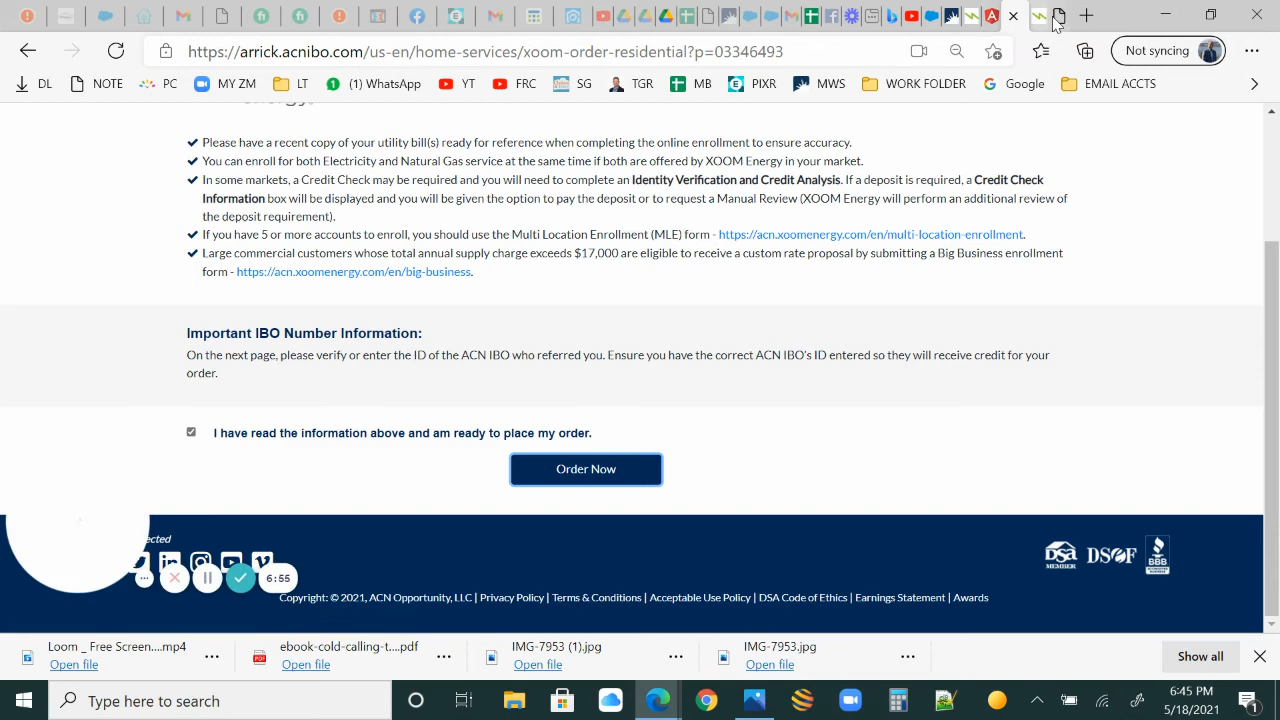 https://arrick.acnibo.com/us-en/home-services/xoom-order-residential?p=03346493
Not syncing
DL
NOTE
PC
MY ZM
LT
(1) WhatsApp
YT
FRC
SG
TGR
MB
PIXR
MWS
WORK FOLDER
Google
EMAIL ACCTS
Please have a recent copy of your utility bill(s) ready for reference when completing the online enrollment to ensure accuracy.
You can enroll for both Electricity and Natural Gas service at the same time if both are offered by XOOM Energy in your market.
In some markets, a Credit Check may be required and you will need to complete an Identity Verification and Credit Analysis. If a deposit is required, a Credit Check
Information box will be displayed and you will be given the option to pay the deposit or to request a Manual Review (XOOM Energy will perform an additional review of
the deposit requirement).
If you have 5 or more accounts to enroll, you should use the Multi Location Enrollment (MLE) form - https://acn.xoomenergy.com/en/multi-location-enrollment.
Large commercial customers whose total annual supply charge exceeds $17,000 are eligible to receive a custom rate proposal by submitting a Big Business enrollment
form - https://acn.xoomenergy.com/en/big-business.
Important IBO Number Information:
On the next page, please verify or enter the ID of the ACN IBO who referred you. Ensure you have the correct ACN IBO's ID entered so they will receive credit for your
order.
I have read the information above and am ready to place my order.
Order Now
DSA
MEMBER
BBB
6:55
Copyright: © 2021, ACN Opportunity, LLC | Privacy Policy | Terms & Conditions | Acceptable Use Policy | DSA Code of Ethics | Earnings Statement | Awards
Loom _ Free Screen....mp4
Open file
ebook-cold-calling-t....pdf
Open file
IMG-7953 (1).jpg
Open file
IMG-7953.jpg
Open file
Show all
Type here to search
6:45 PM
5/18/2021
1